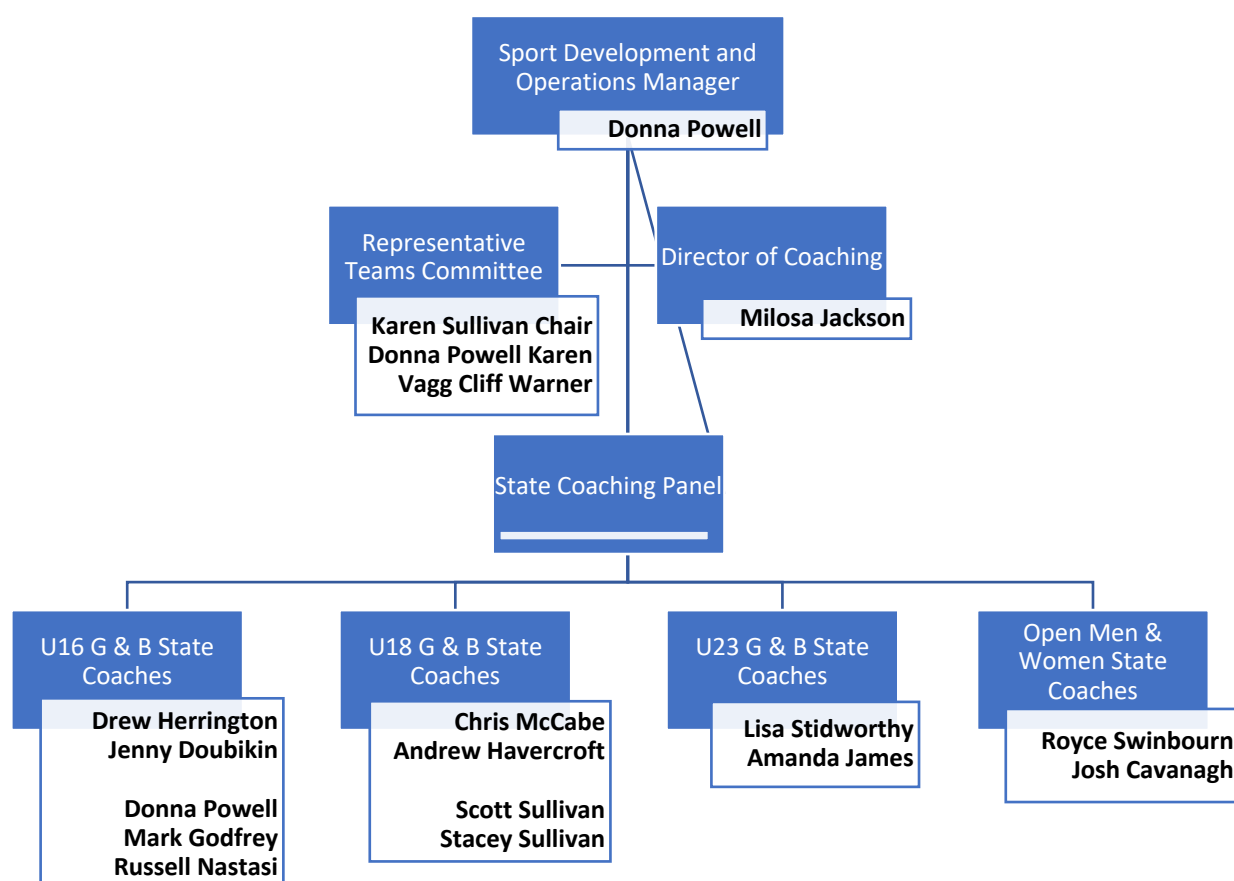 Sport Development and
Operations Manager
Donna Powell
Representative
Teams Committee
Karen Sullivan Chair
Donna Powell Karen
Vagg Cliff Warner
Director of Coaching
Milosa Jackson
State Coaching Panel
U16 G & B State
Coaches
Drew Herrington
Jenny Doubikin
Donna Powell
Mark Godfrey
Russell Nastasi
U18 G & B State
Coaches
Chris McCabe
Andrew Havercroft
Scott Sullivan
Stacey Sullivan
U23 G & B State
Coaches
Lisa Stidworthy
Amanda James
Open Men &
Women State
Coaches
Royce Swinbourn
Josh Cavanagh